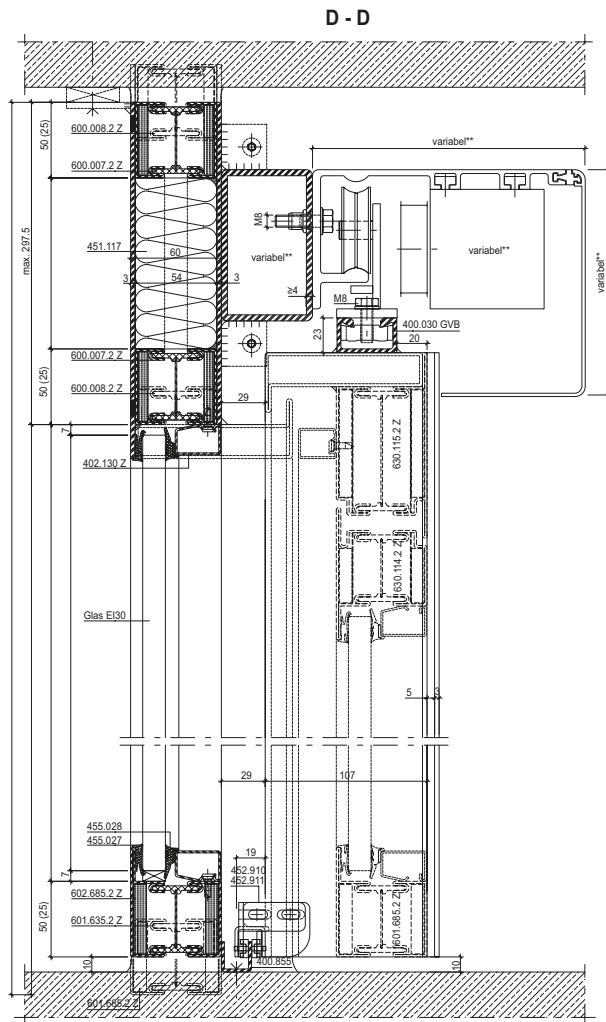 D - D
50 (25)
600.008.2 Z
600.007.2 Z
variabel**
max. 297.5
451.117
60
3
54
3
M8
variabel**
variabel**
variabel**
≥4
M8
23
400.030 GVB
20
50 (25)
600.007.2 Z
600.008.2 Z
29
7
402.130 Z
630.115.2 Z
630.114.2 Z
Glas EI30
5
3
29
107
455.028
455.027
19
7
452.910
452.911
50 (25)
602.685.2 Z
601.635.2 Z
601.685.2 Z
400.855
10
10
601.685.2 Z